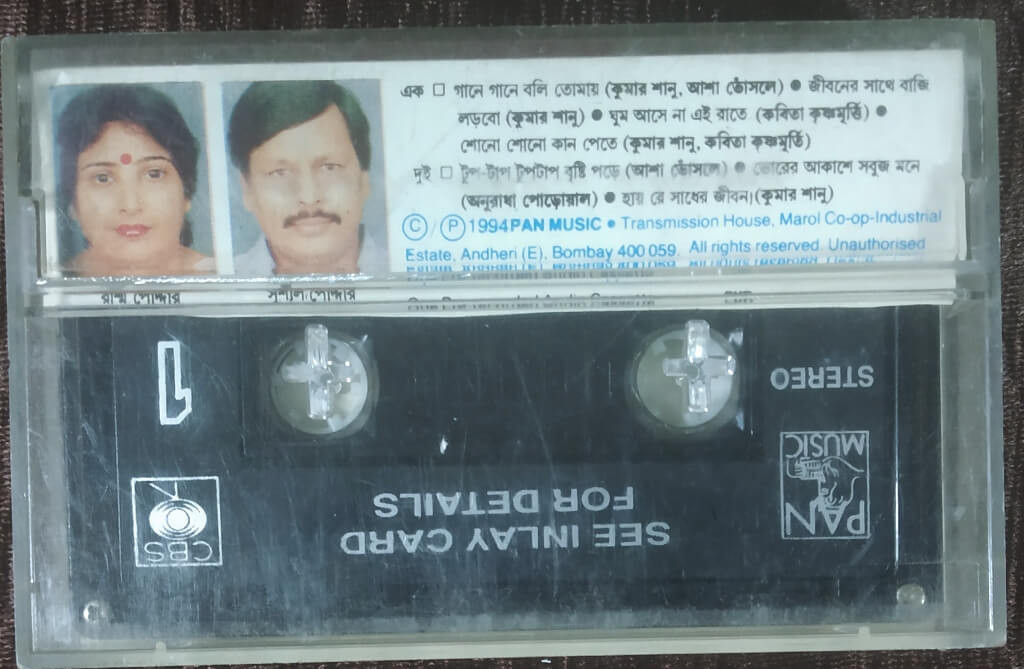 এক □ গানে গানে বলি তোমায় (কুমার শানু, আশা ভোঁসলে) ● জীবনের সাথে বাজি
লড়বো (কুমার শানু) ● ঘুম আসে না এই রাতে (কবিতা কৃষ্ণমূর্তি) ●
শোনো শোনো কান পেতে (কুমার শানু, কবিতা কৃষ্ণমূর্তি)
দুই □ টুপ-টাপ টুপটাপ বৃষ্টি পড়ে (আশা ভোঁসলে) ● ভোরের আকাশে সবুজ মনে
(অনুরাধা পোড়োয়াল) ● হায় রে সাধের জীবন (কুমার শানু)
Ⓒ/Ⓟ 1994 PAN MUSIC ● Transmission House, Marol Co-op-Industrial
Estate, Andheri (E), Bombay 400 059. All rights reserved. Unauthorised
পোদ্দার পোদ্দার
1
STEREO
PAN MUSIC
CBS
SEE INLAY CARD
FOR DETAILS